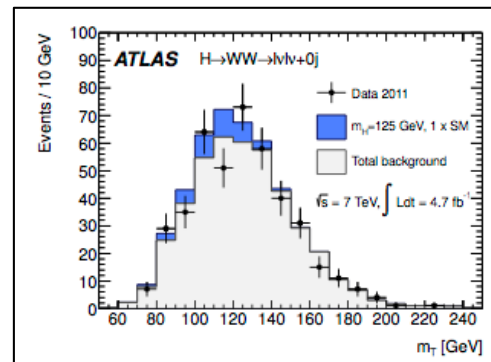 Events / 10 GeV
100
90
80
70
60
50
40
30
20
10
0
ATLAS H→WW→lνlν+0j
Data 2011
m_H=125 GeV, 1 x SM
Total background
√s = 7 TeV, ∫ Ldt = 4.7 fb⁻¹
60 80 100 120 140 160 180 200 220 240
m_T [GeV]